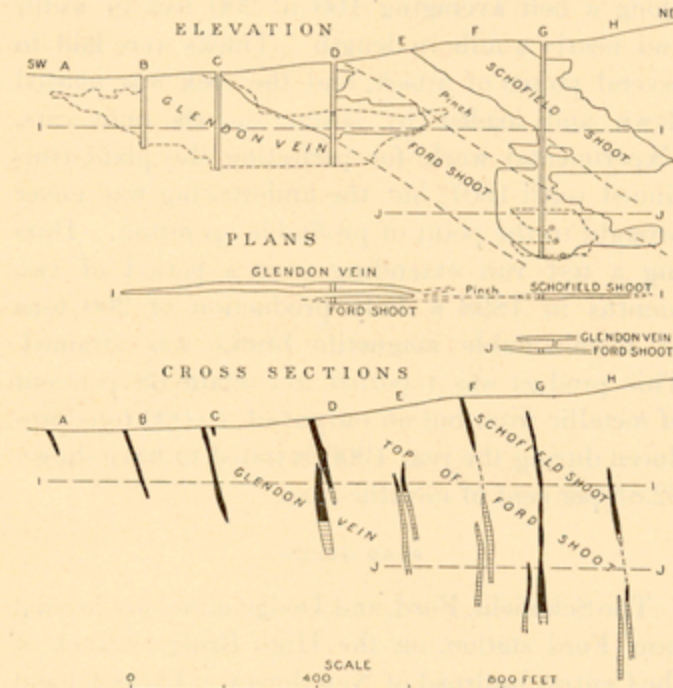 ELEVATION
NE
SW A B C D E F G H
GLENDON VEIN
Pinch
SCHOFIELD SHOOT
FORD SHOOT
I I
J J
PLANS
GLENDON VEIN
I Pinch SCHOFIELD SHOOT I
FORD SHOOT
GLENDON VEIN
J FORD SHOOT
CROSS SECTIONS
A B C D E F G H
SCHOFIELD SHOOT
TOP OF FORD SHOOT
GLENDON VEIN
I I
J J
SCALE
0 400 800 FEET